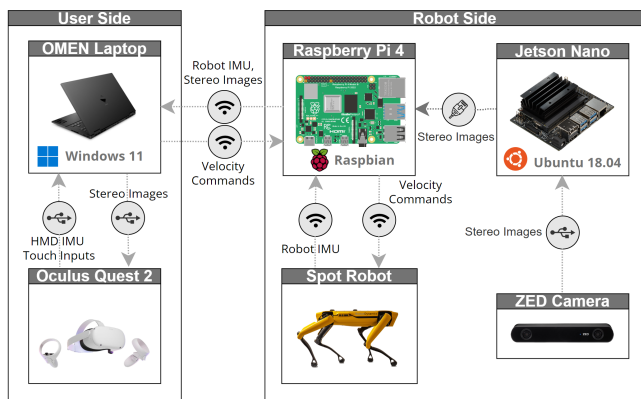 User Side
Robot Side
OMEN Laptop
Windows 11
Robot IMU,
Stereo Images
Velocity
Commands
Raspberry Pi 4
Raspbian
Stereo Images
Jetson Nano
Ubuntu 18.04
Stereo Images
HMD IMU
Touch Inputs
Robot IMU
Velocity
Commands
Stereo Images
Oculus Quest 2
Spot Robot
ZED Camera